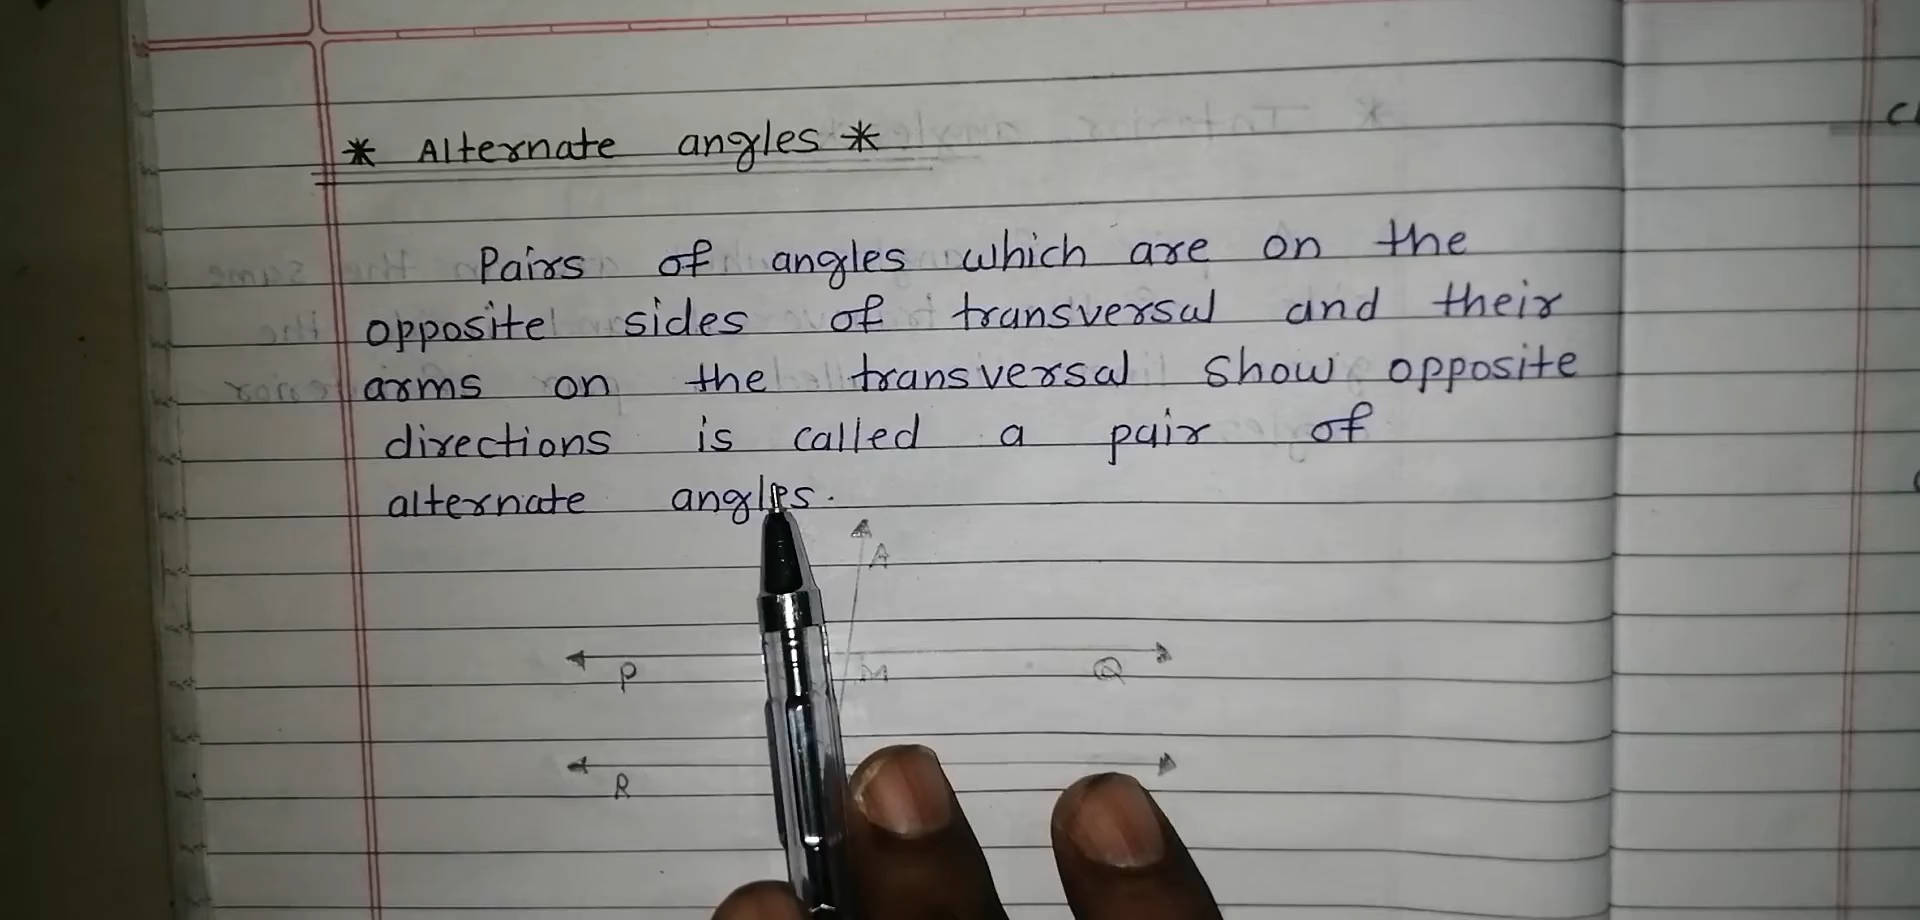 * Alternate angles *
Pairs of angles which are on the
opposite sides of transversal and their
arms on the transversal show opposite
directions is called a pair of
alternate angles.
A
P M Q
R